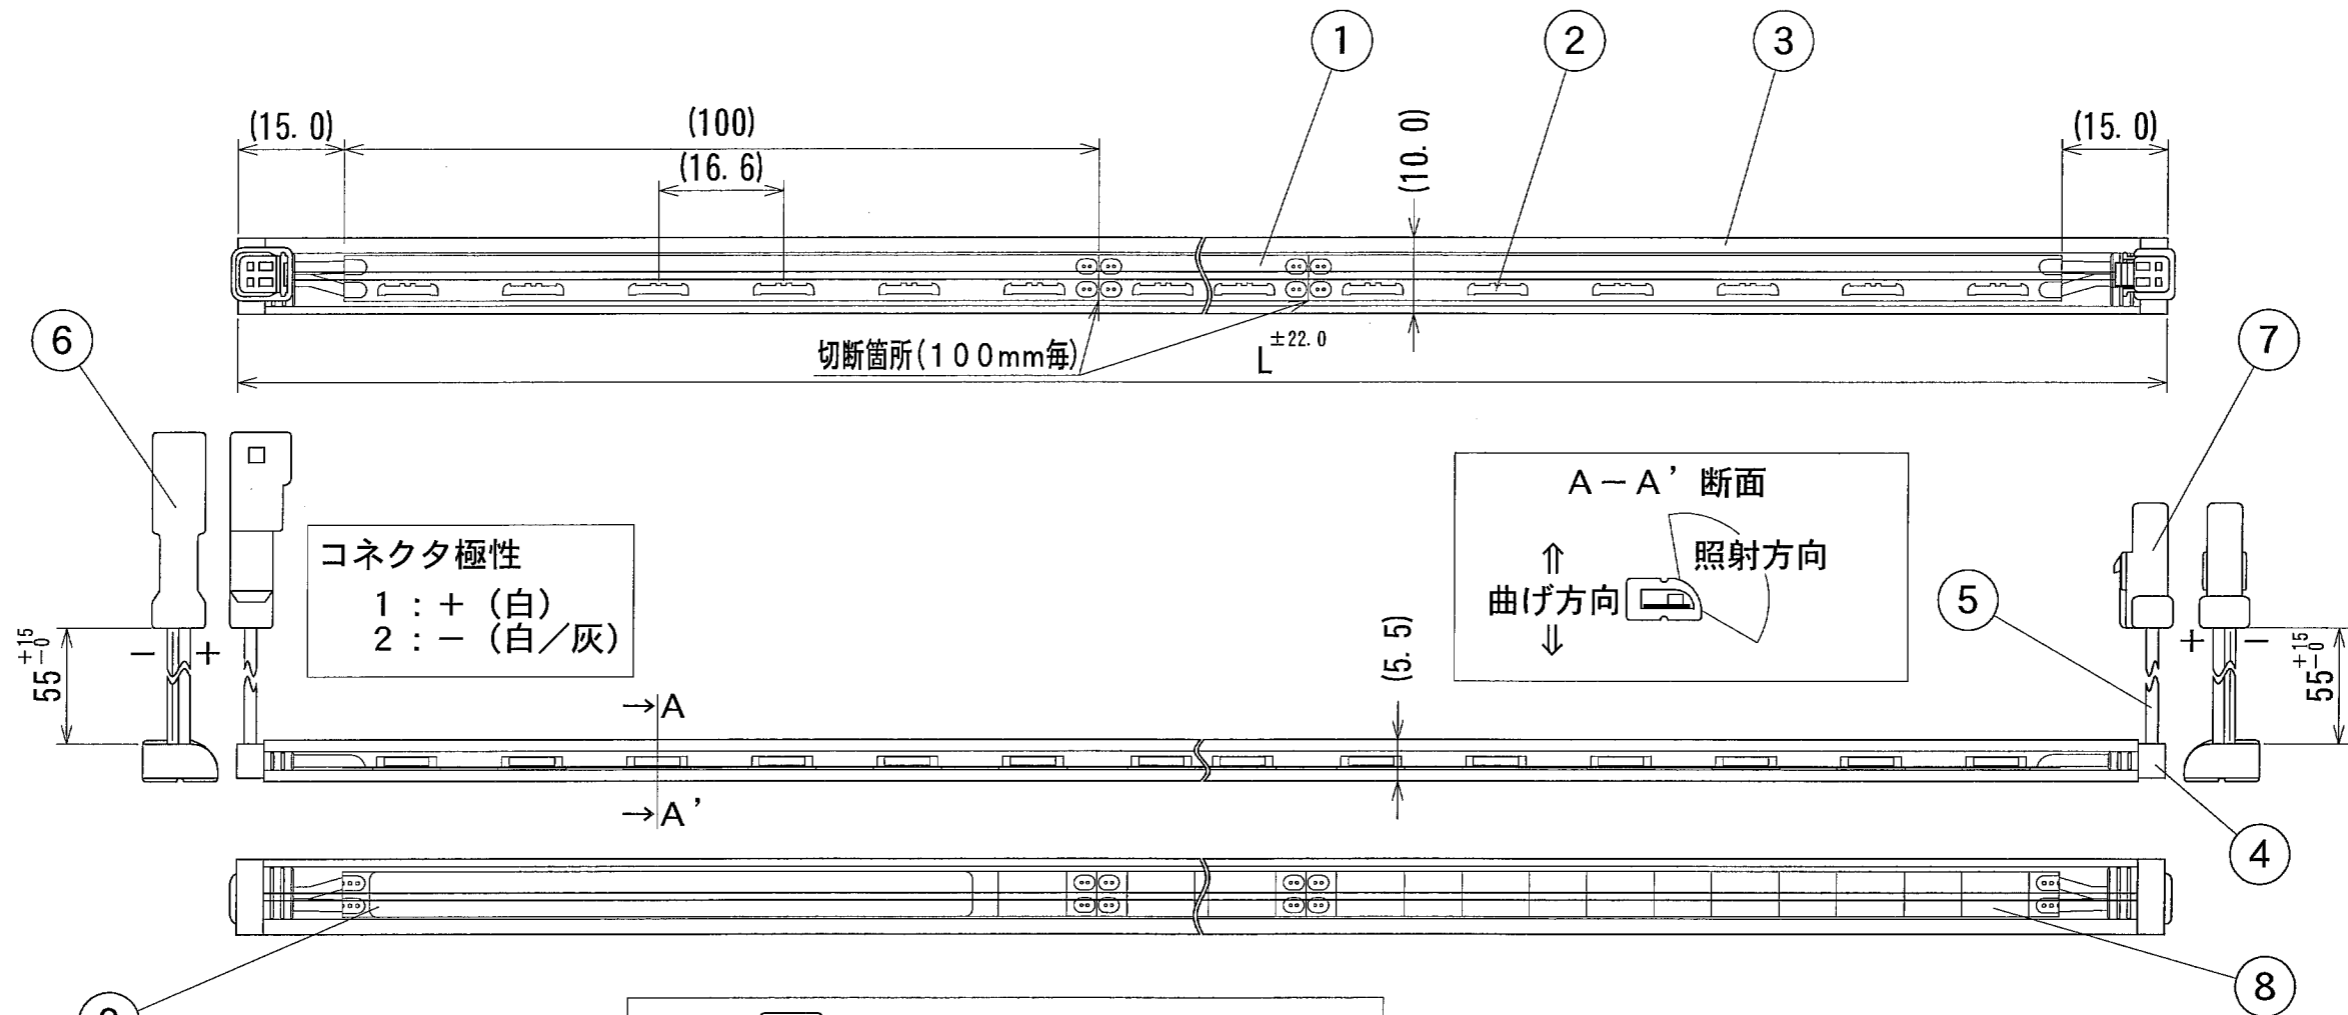 1
2
3
(15. 0)
(100)
(16. 6)
(10. 0)
(15. 0)
6
切断箇所(100mm毎)
L ±22. 0
7
A-A' 断面
コネクタ極性
1：+ (白)
2：- (白/灰)
⇑
曲げ方向
⇓
照射方向
5
55 +15 -0
- +
+ -
55 +15 -0
(5. 5)
→A
→A'
4
8